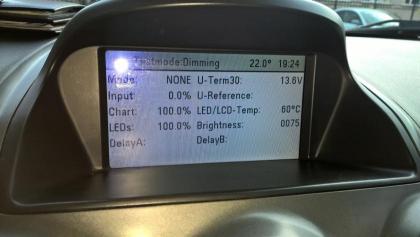 Testmode:Dimming 22.0° 19:24
Mode: NONE U-Term30: 13.6V
Input: 0.0% U-Reference:
Chart: 100.0% LED/LCD-Temp: 60°C
LEDs: 100.0% Brightness: 0075
DelayA: DelayB: